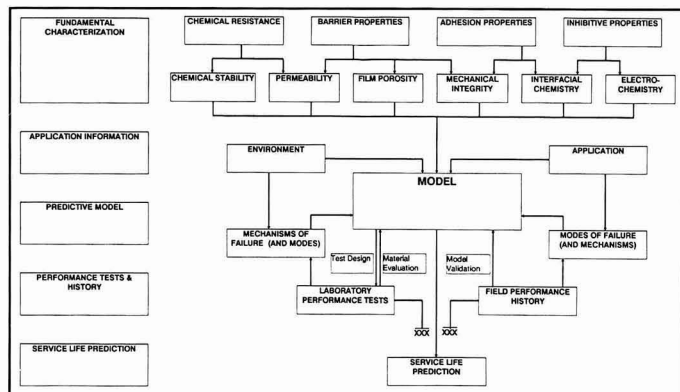 FUNDAMENTAL
CHARACTERIZATION
CHEMICAL RESISTANCE
BARRIER PROPERTIES
ADHESION PROPERTIES
INHIBITIVE PROPERTIES
CHEMICAL STABILITY
PERMEABILITY
FILM POROSITY
MECHANICAL
INTEGRITY
INTERFACIAL
CHEMISTRY
ELECTRO-
CHEMISTRY
APPLICATION INFORMATION
ENVIRONMENT
APPLICATION
MODEL
PREDICTIVE MODEL
MECHANISMS OF
FAILURE (AND MODES)
MODES OF FAILURE
(AND MECHANISMS)
Test Design
Material
Evaluation
Model
Validation
PERFORMANCE TESTS &
HISTORY
LABORATORY
PERFORMANCE TESTS
FIELD PERFORMANCE
HISTORY
XXX
XXX
SERVICE LIFE PREDICTION
SERVICE LIFE
PREDICTION